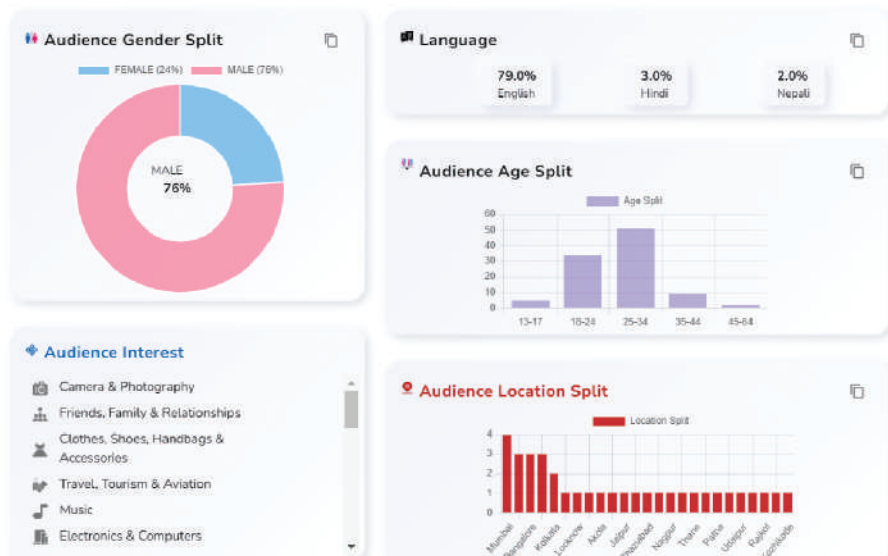 Audience Gender Split
FEMALE (24%) MALE (76%)
MALE
76%
Audience Interest
Camera & Photography
Friends, Family & Relationships
Clothes, Shoes, Handbags &
Accessories
Travel, Tourism & Aviation
Music
Electronics & Computers
Language
79.0%
English
3.0%
Hindi
2.0%
Nepali
Audience Age Split
Age Split
60
50
40
30
20
10
0
13-17 18-24 25-34 35-44 45-64
Audience Location Split
Location Split
4
3
2
1
0
Mumbai Bangalore Kolkata Lucknow Akola Jaipur Nagpur Thane Patna Udaipur Rajkot